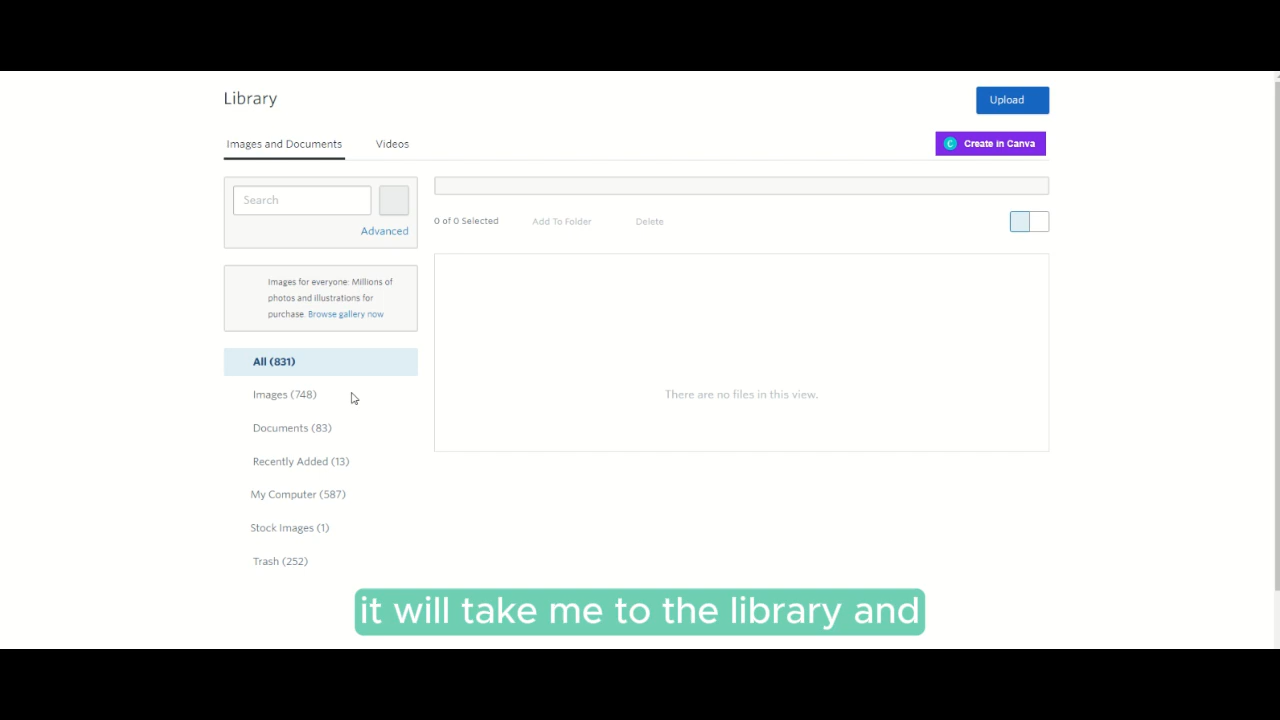 Library
Upload
Images and Documents
Videos
C Create in Canva
Search
Advanced
0 of 0 Selected
Add To Folder
Delete
Images for everyone: Millions of
photos and illustrations for
purchase. Browse gallery now
All (831)
Images (748)
Documents (83)
Recently Added (13)
My Computer (587)
Stock Images (1)
Trash (252)
There are no files in this view.
it will take me to the library and